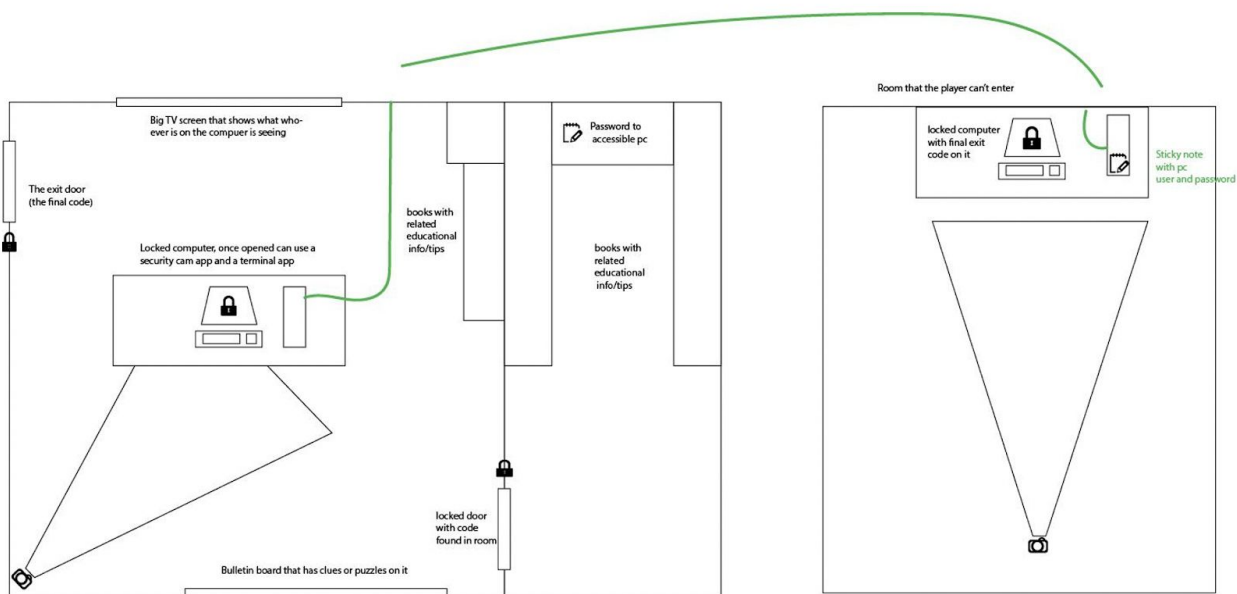 Room that the player can't enter
Big TV screen that shows what who-
ever is on the compuer is seeing
Password to
accessible pc
locked computer
with final exit
code on it
Sticky note
with pc
user and password
The exit door
(the final code)
books with
related
educational
info/tips
Locked computer, once opened can use a
security cam app and a terminal app
books with
related
educational
info/tips
locked door
with code
found in room
Bulletin board that has clues or puzzles on it